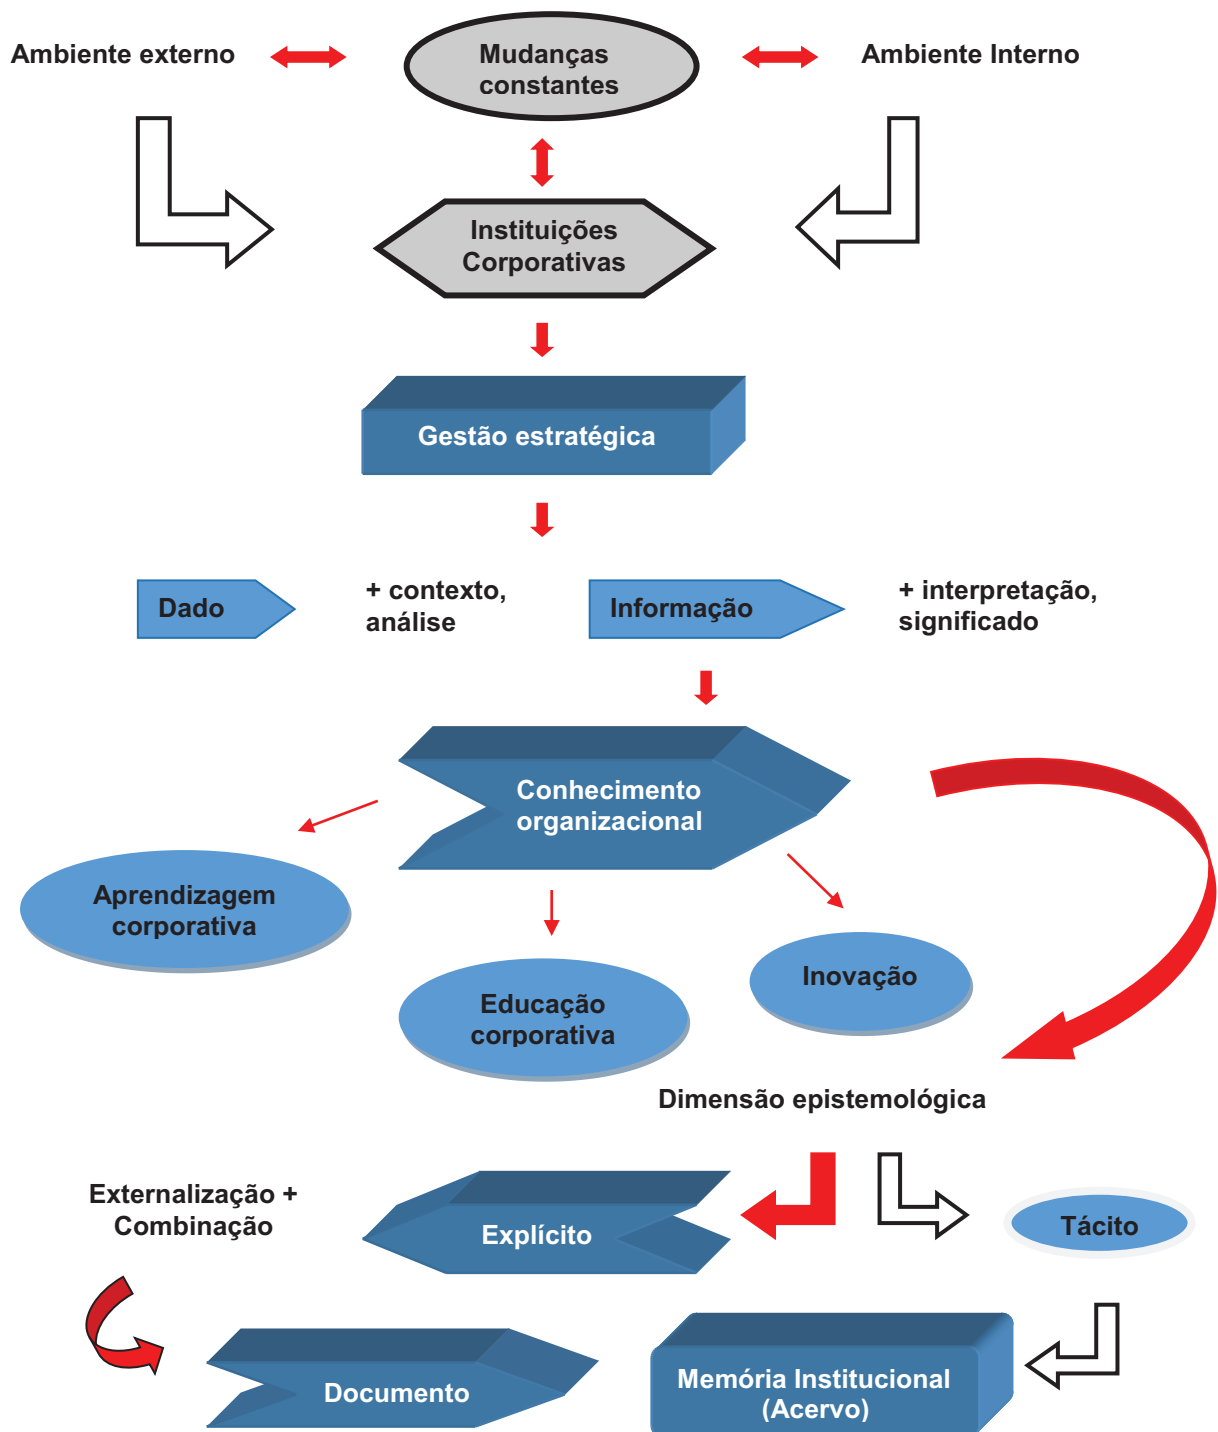 Ambiente externo
Mudanças
constantes
Ambiente Interno
Instituições
Corporativas
Gestão estratégica
Dado
+ contexto,
análise
Informação
+ interpretação,
significado
Conhecimento
organizacional
Aprendizagem
corporativa
Educação
corporativa
Inovação
Dimensão epistemológica
Externalização +
Combinação
Explícito
Tácito
Documento
Memória Institucional
(Acervo)